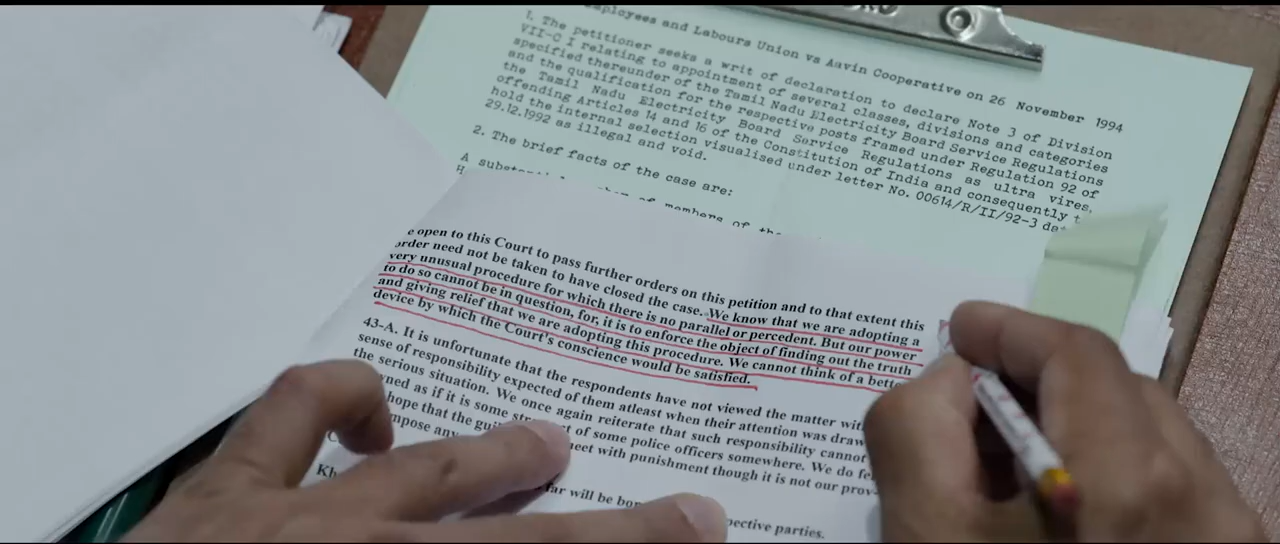 ployees and Labours Union vs Aavin Cooperative on 26 November 1994
1. The petitioner seeks a writ of declaration to declare Note 3 of Division
VII-C I relating to appointment of several classes, divisions and categories
specified thereunder of the Tamil Nadu Electricity Board Service Regulations
and the qualification for the respective posts framed under Regulation 92 of
the Tamil Nadu Electricity Board Service Regulations as ultra vires,
offending Articles 14 and 16 of the Constitution of India and consequently t
hold the internal selection visualised under letter No. 00614/R/II/92-3 da
29.12.1992 as illegal and void.
2. The brief facts of the case are:
A of members of the
e open to this Court to pass further orders on this petition and to that extent this
order need not be taken to have closed the case. We know that we are adopting a
very unusual procedure for which there is no parallel or percedent. But our power
to do so cannot be in question, for, it is to enforce the object of finding out the truth
and giving relief that we are adopting this procedure. We cannot think of a bette
device by which the Court's conscience would be satisfied.
43-A. It is unfortunate that the respondents have not viewed the matter wit
sense of responsibility expected of them atleast when their attention was draw
the serious situation. We once again reiterate that such responsibility cannot
ned as if it is some of some police officers somewhere. We do fe
hope that the gui meet with punishment though it is not our prov
mpose any
Kh
far will be bor pective parties.